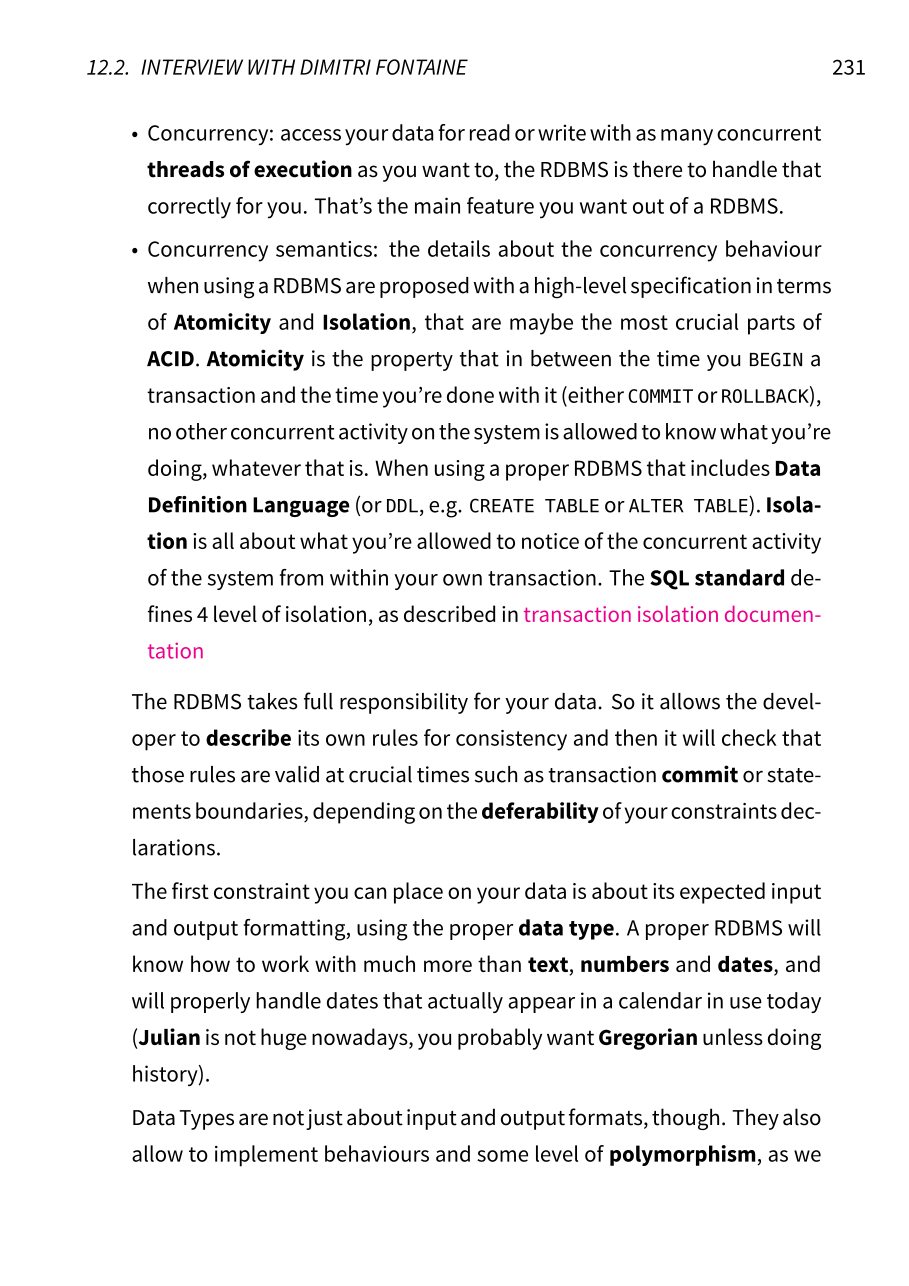 12.2. INTERVIEW WITH DIMITRI FONTAINE 231
• Concurrency: access your data for read or write with as many concurrent
threads of execution as you want to, the RDBMS is there to handle that
correctly for you. That’s the main feature you want out of a RDBMS.
• Concurrency semantics: the details about the concurrency behaviour
when using a RDBMS are proposed with a high-level specification in terms
of Atomicity and Isolation, that are maybe the most crucial parts of
ACID. Atomicity is the property that in between the time you BEGIN a
transaction and the time you’re done with it (either COMMIT or ROLLBACK),
no other concurrent activity on the system is allowed to know what you’re
doing, whatever that is. When using a proper RDBMS that includes Data
Definition Language (or DDL, e.g. CREATE TABLE or ALTER TABLE). Isola-
tion is all about what you’re allowed to notice of the concurrent activity
of the system from within your own transaction. The SQL standard de-
fines 4 level of isolation, as described in transaction isolation documen-
tation
The RDBMS takes full responsibility for your data. So it allows the devel-
oper to describe its own rules for consistency and then it will check that
those rules are valid at crucial times such as transaction commit or state-
ments boundaries, depending on the deferability of your constraints dec-
larations.
The first constraint you can place on your data is about its expected input
and output formatting, using the proper data type. A proper RDBMS will
know how to work with much more than text, numbers and dates, and
will properly handle dates that actually appear in a calendar in use today
(Julian is not huge nowadays, you probably want Gregorian unless doing
history).
Data Types are not just about input and output formats, though. They also
allow to implement behaviours and some level of polymorphism, as we